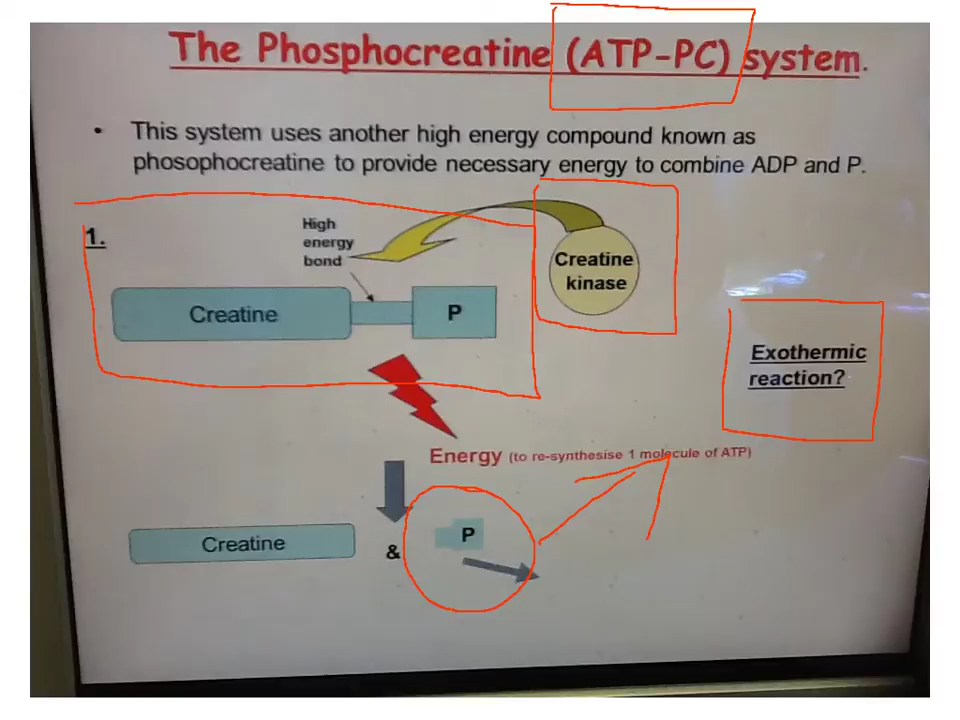 The Phosphocreatine (ATP-PC) system.
• This system uses another high energy compound known as
phosophocreatine to provide necessary energy to combine ADP and P.
1.
High
energy
bond
Creatine
kinase
Creatine
P
Exothermic
reaction?
Energy (to re-synthesise 1 molecule of ATP)
Creatine
&
P